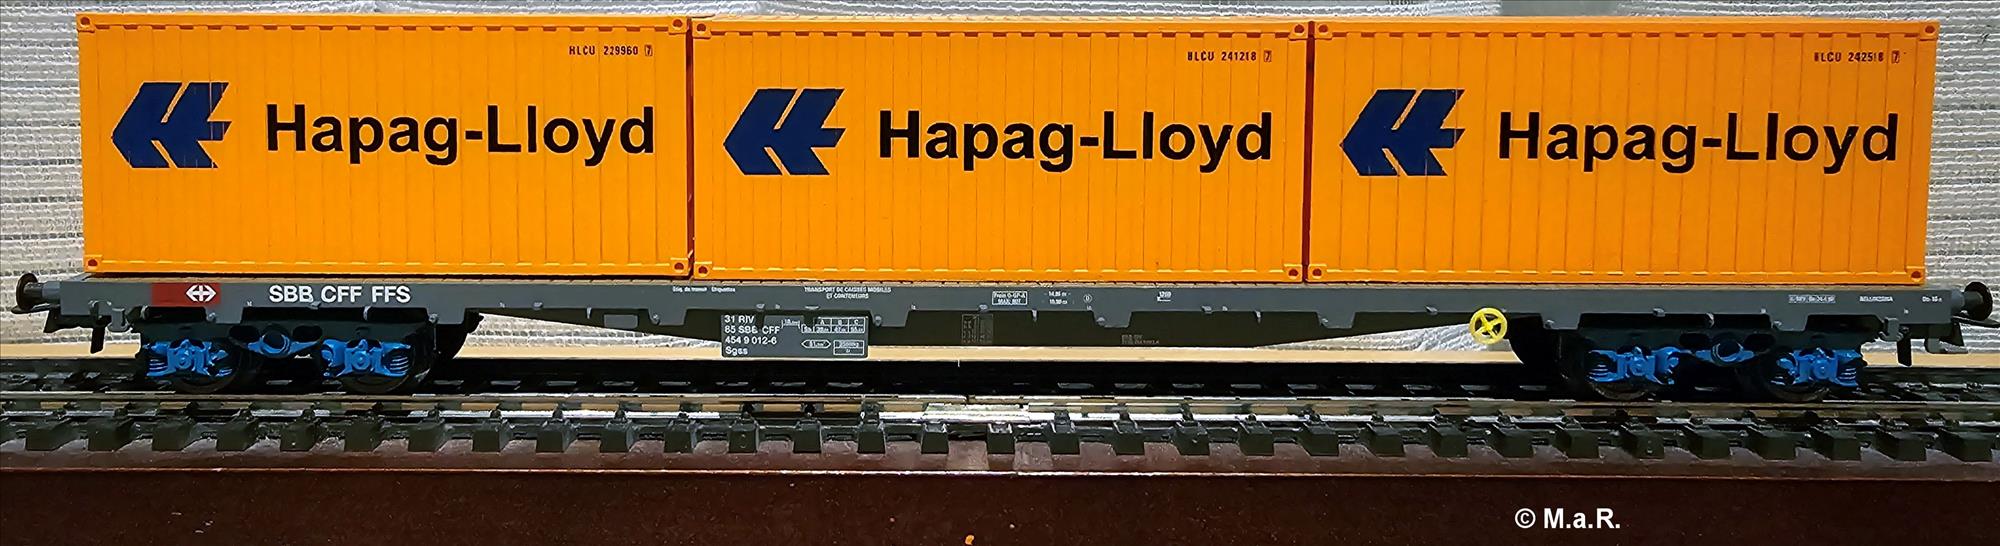 HLCU 229960 7
Hapag-Lloyd
HLCU 241218 7
Hapag-Lloyd
HLCU 242518 7
Hapag-Lloyd
SBB CFF FFS
TRANSPORT DE CAISSES MOBILES
ET CONTENEURS
31 RIV
85 SBB CFF
454 9 012-6
Sgss
A B C
© M.a.R.